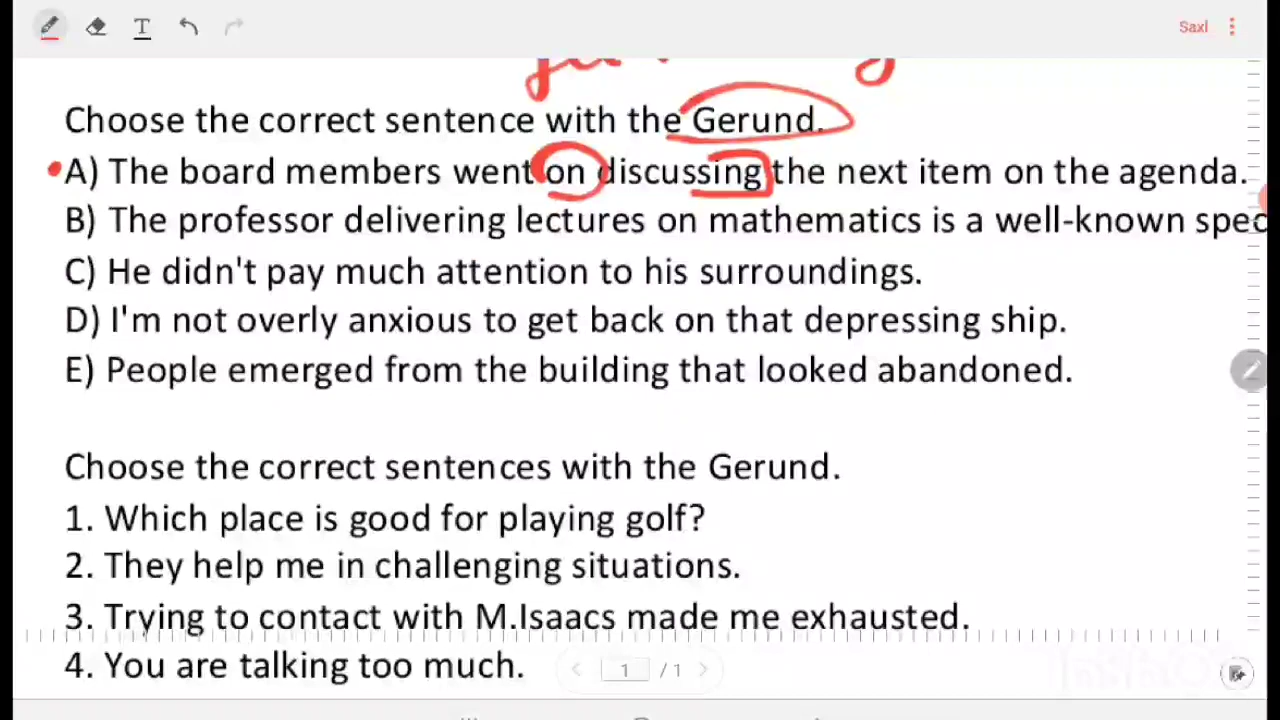 Saxl
Choose the correct sentence with the Gerund.
A) The board members went on discussing the next item on the agenda.
B) The professor delivering lectures on mathematics is a well-known spec
C) He didn't pay much attention to his surroundings.
D) I'm not overly anxious to get back on that depressing ship.
E) People emerged from the building that looked abandoned.
Choose the correct sentences with the Gerund.
1. Which place is good for playing golf?
2. They help me in challenging situations.
3. Trying to contact with M.Isaacs made me exhausted.
4. You are talking too much.
1 / 1